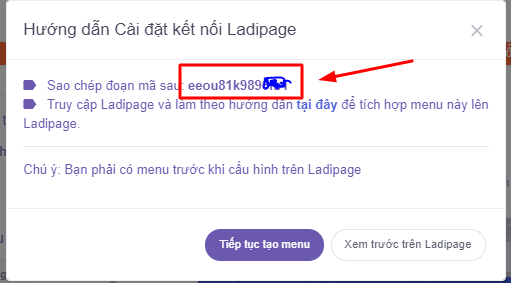 Hướng dẫn Cài đặt kết nối Ladipage
Sao chép đoạn mã sau:
Truy cập Ladipage và làm theo hướng dẫn tại đây để tích hợp menu này lên
Ladipage.
Chú ý: Bạn phải có menu trước khi cấu hình trên Ladipage
Tiếp tục tạo menu
Xem trước trên Ladipage